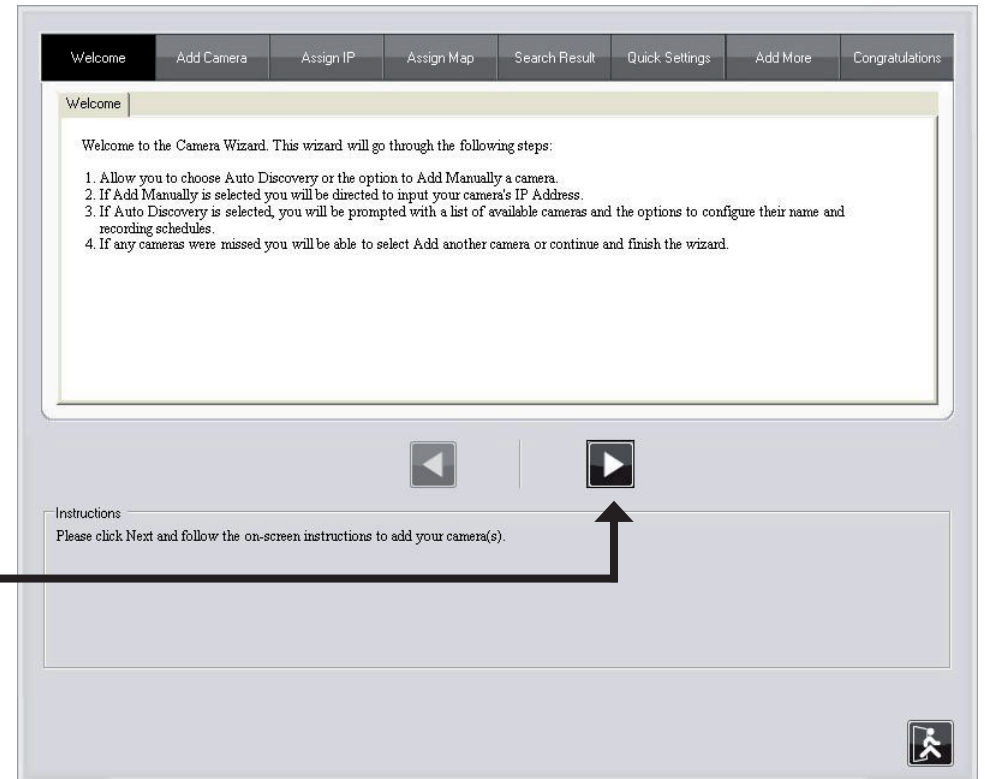 Welcome Add Camera Assign IP Assign Map Search Result Quick Settings Add More Congratulations
Welcome
Welcome to the Camera Wizard. This wizard will go through the following steps:
1. Allow you to choose Auto Discovery or the option to Add Manually a camera.
2. If Add Manually is selected you will be directed to input your camera's IP Address.
3. If Auto Discovery is selected, you will be prompted with a list of available cameras and the options to configure their name and
recording schedules.
4. If any cameras were missed you will be able to select Add another camera or continue and finish the wizard.
Instructions
Please click Next and follow the on-screen instructions to add your camera(s).